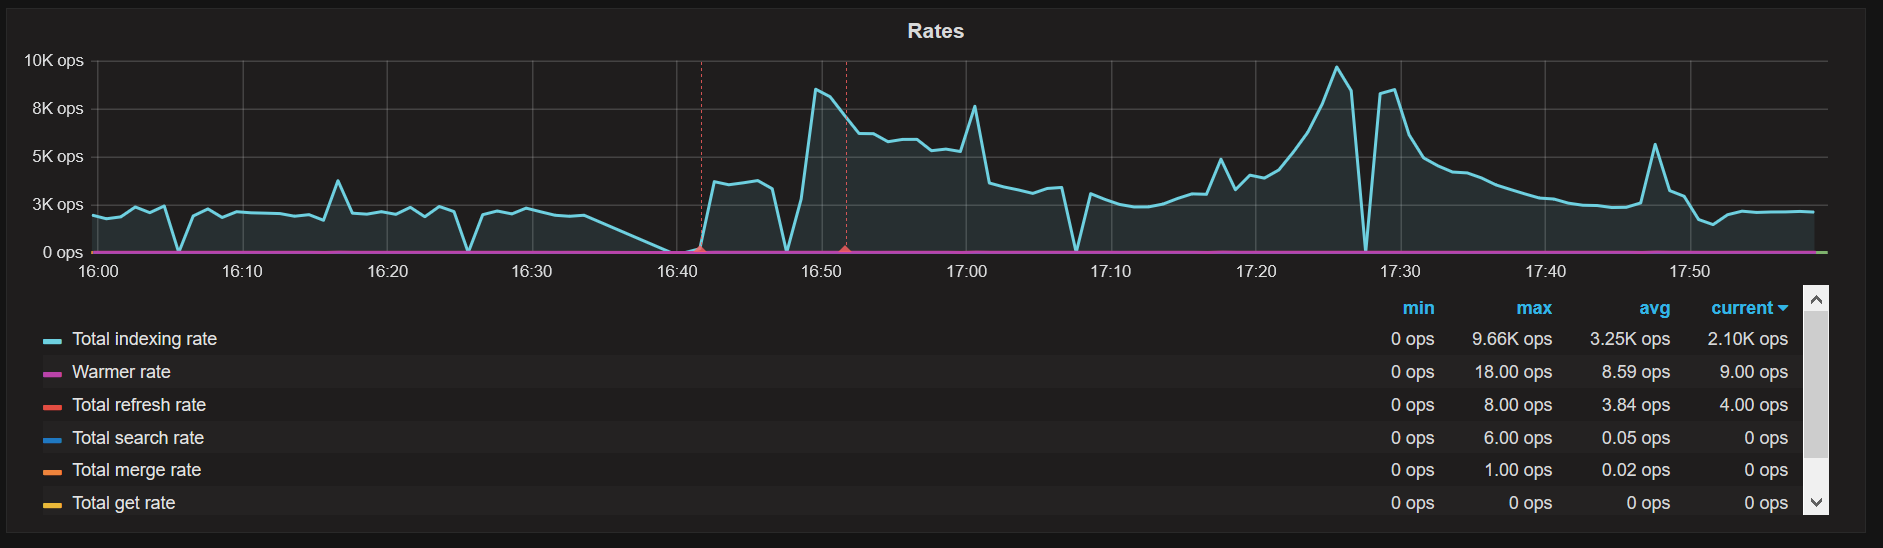 Rates
10K ops
8K ops
5K ops
3K ops
0 ops
16:00 16:10 16:20 16:30 16:40 16:50 17:00 17:10 17:20 17:30 17:40 17:50
min max avg current
Total indexing rate 0 ops 9.66K ops 3.25K ops 2.10K ops
Warmer rate 0 ops 18.00 ops 8.59 ops 9.00 ops
Total refresh rate 0 ops 8.00 ops 3.84 ops 4.00 ops
Total search rate 0 ops 6.00 ops 0.05 ops 0 ops
Total merge rate 0 ops 1.00 ops 0.02 ops 0 ops
Total get rate 0 ops 0 ops 0 ops 0 ops